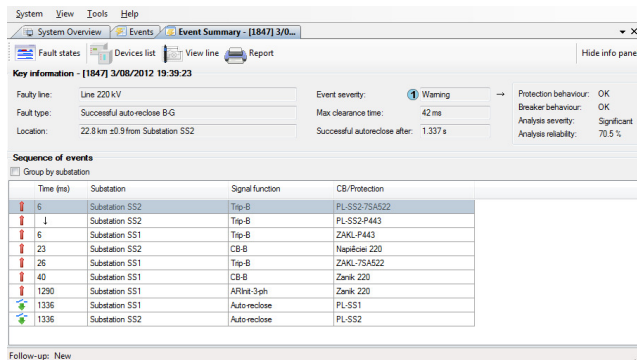 System View Tools Help
System Overview Events Event Summary - [1847] 3/0...
Fault states Devices list View line Report Hide info pane
Key information - [1847] 3/08/2012 19:39:23
Faulty line: Line 220 kV Event severity: 1 Warning → Protection behaviour: OK
Breaker behaviour: OK
Fault type: Successful auto-reclose B-G Max clearance time: 42 ms
Analysis severity: Significant
Location: 22.8 km ±0.9 from Substation SS2 Successful autoreclose after: 1.337 s Analysis reliability: 70.5 %
Sequence of events
Group by substation
Time (ms) Substation Signal function CB/Protection
6 Substation SS2 Trip-B PL-SS2-7SA522
↓ Substation SS2 Trip-B PL-SS2-P443
6 Substation SS1 Trip-B ZAKL-P443
23 Substation SS2 CB-B Napiēciei 220
26 Substation SS1 Trip-B ZAKL-7SA522
40 Substation SS1 CB-B Zanik 220
1290 Substation SS1 ARInit-3-ph Zanik 220
1336 Substation SS1 Auto-reclose PL-SS1
1336 Substation SS2 Auto-reclose PL-SS2
Follow-up: New